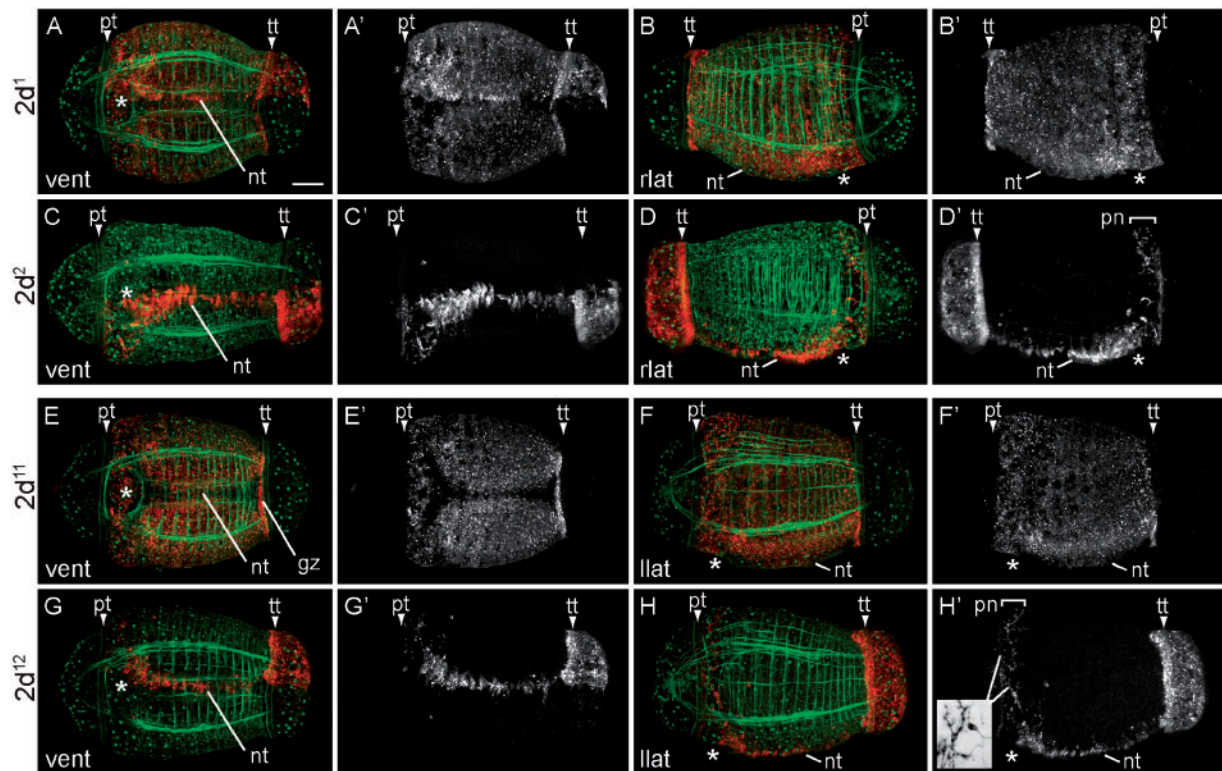 A pt tt A' pt tt B tt pt B' tt pt
2d¹ * nt vent rlat nt * nt *
C pt tt C' pt tt D tt pt D' tt pn
2d² * nt vent rlat nt * nt *
E pt tt E' pt tt F pt tt F' pt tt
2d¹¹ * nt gz vent llat * nt * nt
G pt tt G' pt tt H pt tt H' pn tt
2d¹² * nt vent llat * nt * nt